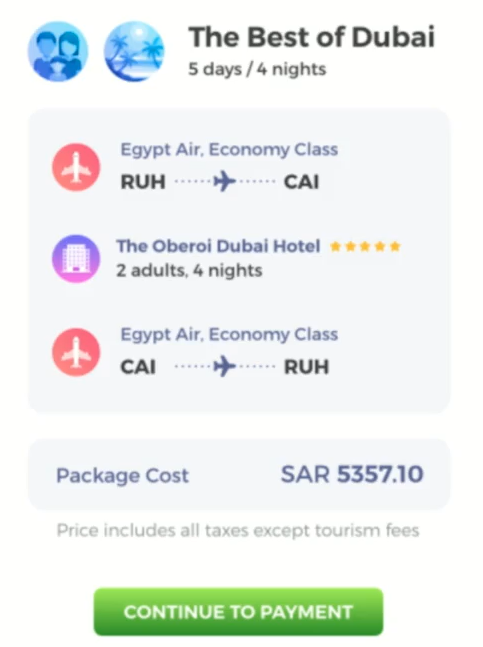 The Best of Dubai
5 days / 4 nights
Egypt Air, Economy Class
RUH CAI
The Oberoi Dubai Hotel
2 adults, 4 nights
Egypt Air, Economy Class
CAI RUH
Package Cost SAR 5357.10
Price includes all taxes except tourism fees
CONTINUE TO PAYMENT